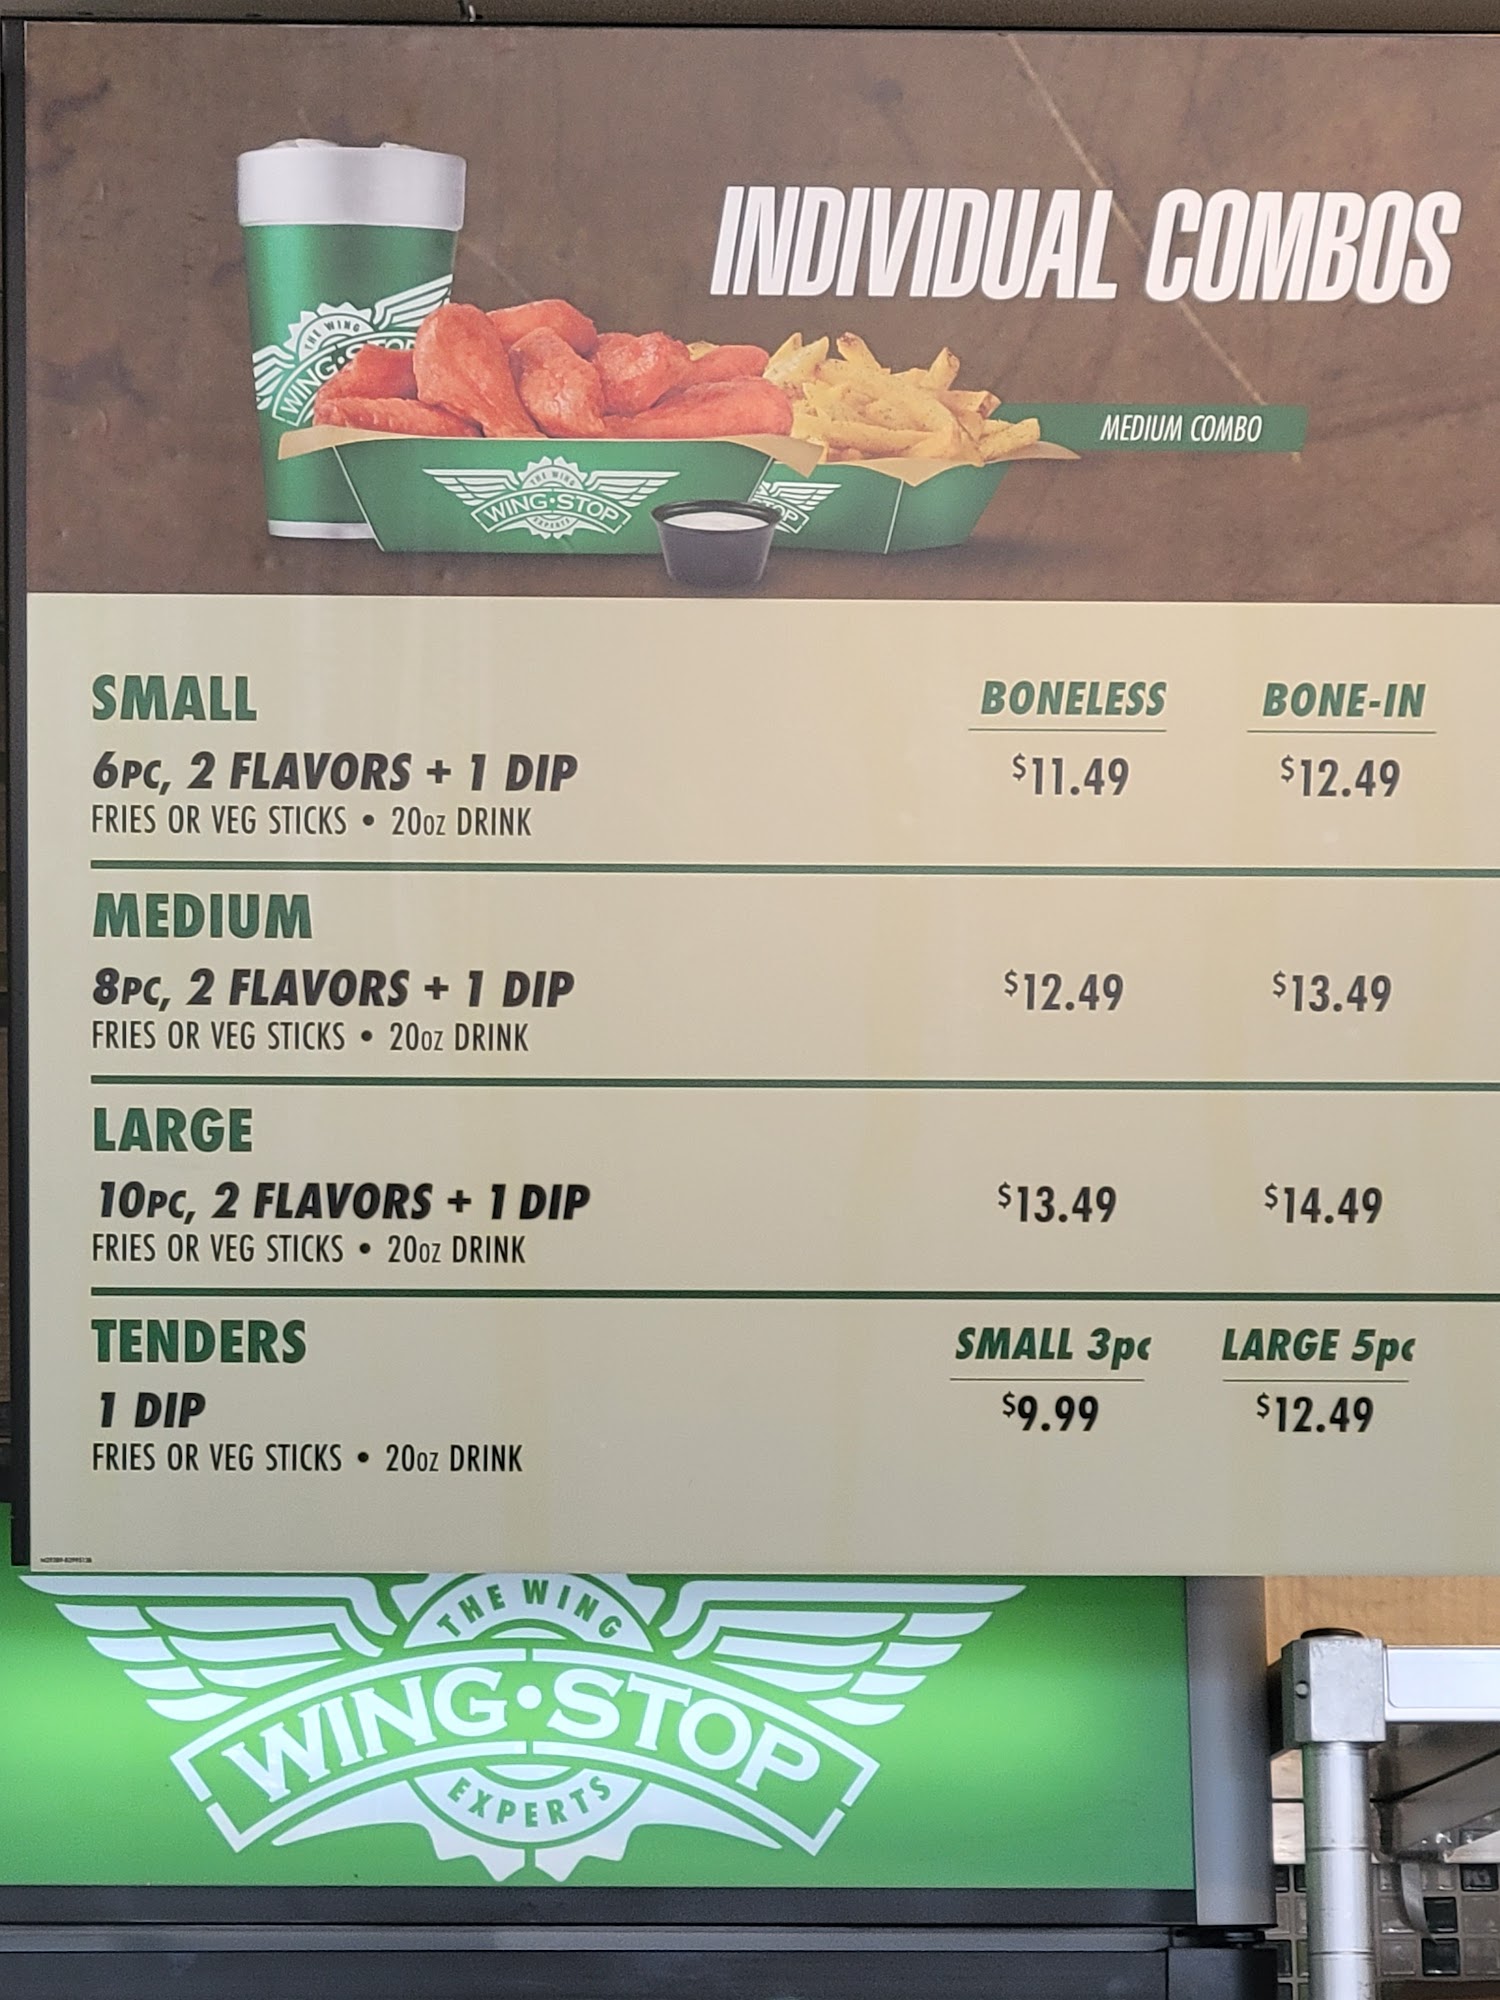 INDIVIDUAL COMBOS
THE WING
WING·STOP
MEDIUM COMBO
THE WING
WING·STOP
EXPERTS
STOP
SMALL
BONELESS BONE-IN
6PC, 2 FLAVORS + 1 DIP $11.49 $12.49
FRIES OR VEG STICKS • 20OZ DRINK
MEDIUM
8PC, 2 FLAVORS + 1 DIP $12.49 $13.49
FRIES OR VEG STICKS • 20OZ DRINK
LARGE
10PC, 2 FLAVORS + 1 DIP $13.49 $14.49
FRIES OR VEG STICKS • 20OZ DRINK
TENDERS SMALL 3pc LARGE 5pc
1 DIP $9.99 $12.49
FRIES OR VEG STICKS • 20OZ DRINK
THE WING
WING·STOP
EXPERTS